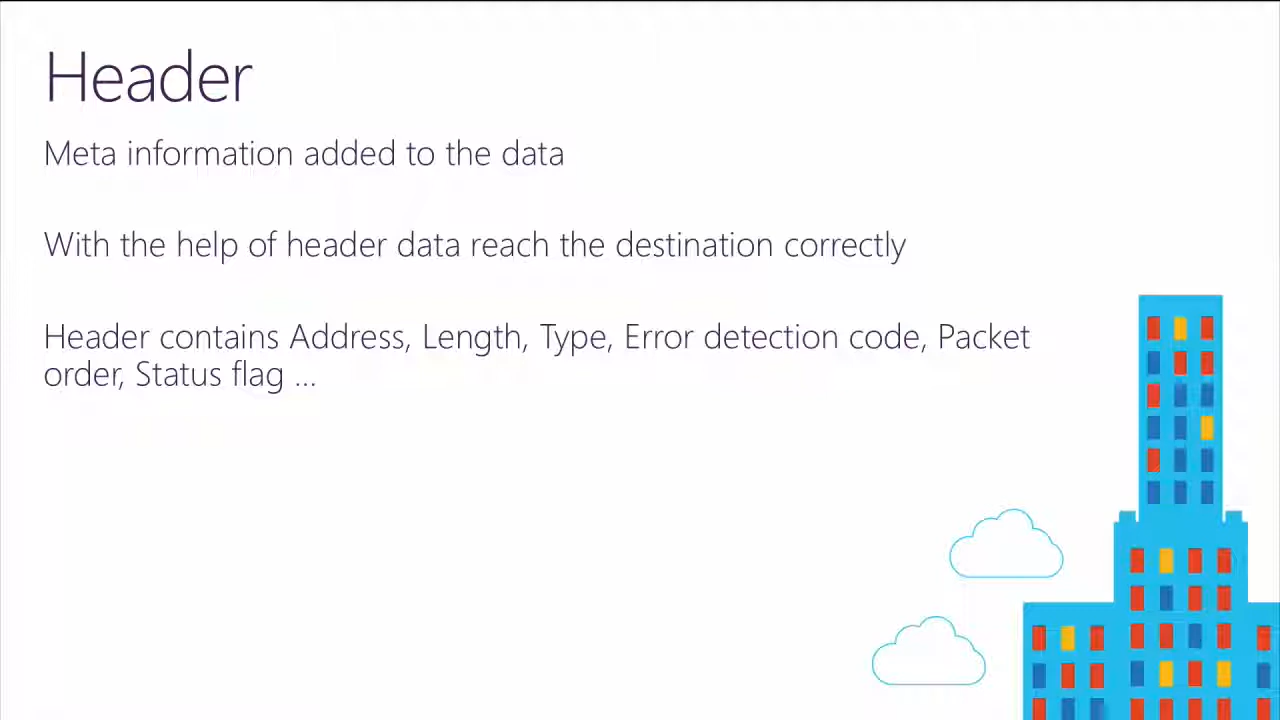 Header
Meta information added to the data
With the help of header data reach the destination correctly
Header contains Address, Length, Type, Error detection code, Packet
order, Status flag ...